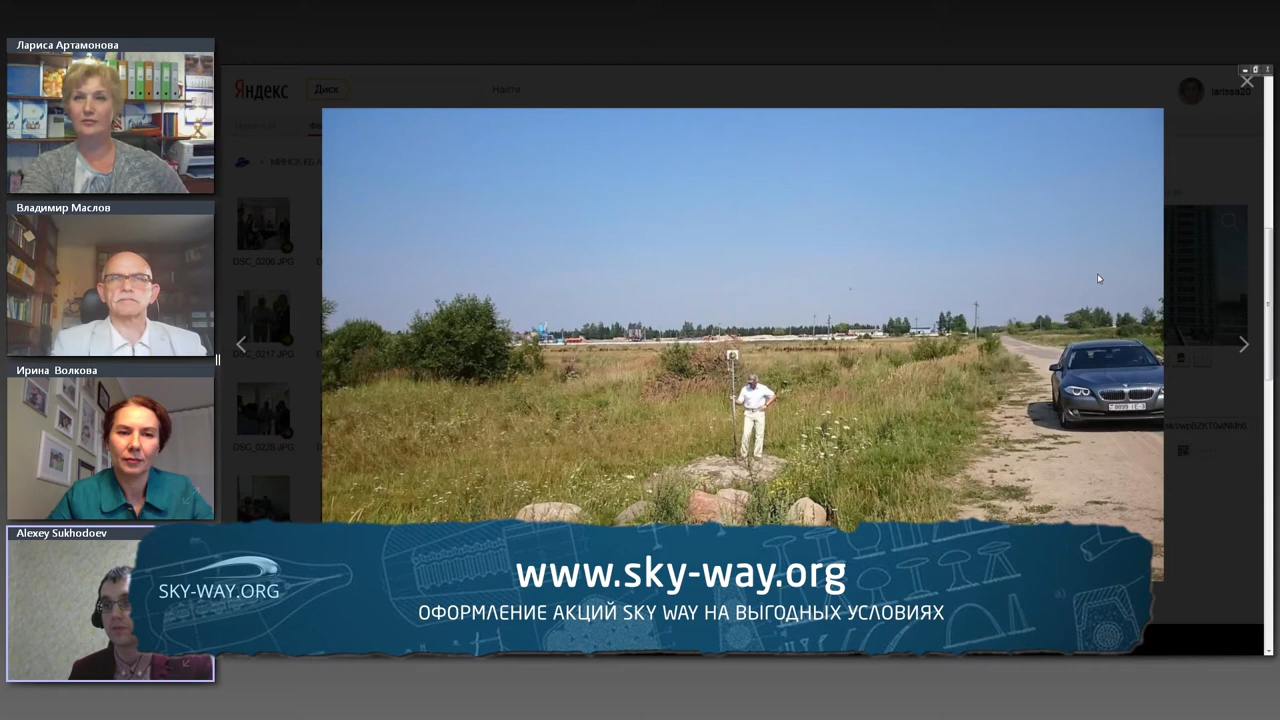 Лариса Артамонова
Владимир Маслов
Ирина Волкова
Alexey Sukhodoev
Яндекс
Диск
Найти
larissa20
DSC_0206.JPG
DSC_0217.JPG
DSC_0226.JPG
SKY-WAY.ORG
www.sky-way.org
ОФОРМЛЕНИЕ АКЦИЙ SKY WAY НА ВЫГОДНЫХ УСЛОВИЯХ